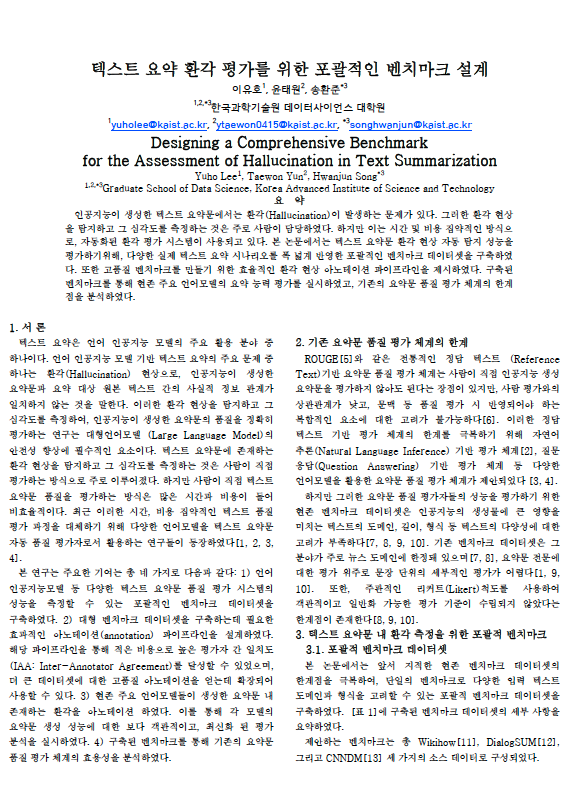 텍스트 요약 환각 평가를 위한 포괄적인 벤치마크 설계
이유호1, 윤태원2, 송환준*3
1,2,*3한국과학기술원 데이터사이언스 대학원
1yuholee@kaist.ac.kr, 2ytaewon0415@kaist.ac.kr, *3songhwanjun@kaist.ac.kr
Designing a Comprehensive Benchmark
for the Assessment of Hallucination in Text Summarization
Yuho Lee1, Taewon Yun2, Hwanjun Song*3
1,2,*3Graduate School of Data Science, Korea Advanced Institute of Science and Technology
요 약
인공지능이 생성한 텍스트 요약문에서는 환각(Hallucination)이 발생하는 문제가 있다. 그러한 환각 현상
을 탐지하고 그 심각도를 측정하는 것은 주로 사람이 담당하였다. 하지만 이는 시간 및 비용 집약적인 방식으
로, 자동화된 환각 평가 시스템이 사용되고 있다. 본 논문에서는 텍스트 요약문 환각 현상 자동 탐지 성능을
평가하기위해, 다양한 실제 텍스트 요약 시나리오를 폭 넓게 반영한 포괄적인 벤치마크 데이터셋을 구축하였
다. 또한 고품질 벤치마크를 만들기 위한 효율적인 환각 현상 아노테이션 파이프라인을 제시하였다. 구축된
벤치마크를 통해 현존 주요 언어모델의 요약 능력 평가를 실시하였고, 기존의 요약문 품질 평가 체계의 한계
점을 분석하였다.
1. 서 론
텍스트 요약은 언어 인공지능 모델의 주요 활용 분야 중
하나이다. 언어 인공지능 모델 기반 텍스트 요약의 주요 문제 중
하나는 환각(Hallucination) 현상으로, 인공지능이 생성한
요약문과 요약 대상 원본 텍스트 간의 사실적 정보 관계가
일치하지 않는 것을 말한다. 이러한 환각 현상을 탐지하고 그
심각도를 측정하여, 인공지능이 생성한 요약문의 품질을 정확히
평가하는 연구는 대형언어모델 (Large Language Model)의
안전성 향상에 필수적인 요소이다. 텍스트 요약문에 존재하는
환각 현상을 탐지하고 그 심각도를 측정하는 것은 사람이 직접
평가하는 방식으로 주로 이루어졌다. 하지만 사람이 직접 텍스트
요약문 품질을 평가하는 방식은 많은 시간과 비용이 들어
비효율적이다. 최근 이러한 시간, 비용 집약적인 텍스트 품질
평가 과정을 대체하기 위해 다양한 언어모델을 텍스트 요약문
자동 품질 평가자로서 활용하는 연구들이 등장하였다[1, 2, 3,
4].
본 연구는 주요한 기여는 총 네 가지로 다음과 같다: 1) 언어
인공지능모델 등 다양한 텍스트 요약문 품질 평가 시스템의
성능을 측정할 수 있는 포괄적인 벤치마크 데이터셋을
구축하였다. 2) 대형 벤치마크 데이터셋을 구축하는데 필요한
효과적인 아노테이션(annotation) 파이프라인을 설계하였다.
해당 파이프라인을 통해 적은 비용으로 높은 평가자 간 일치도
(IAA: Inter-Annotator Agreement)를 달성할 수 있었으며,
더 큰 데이터셋에 대한 고품질 아노테이션을 얻는데 확장되어
사용할 수 있다. 3) 현존 주요 언어모델들이 생성한 요약문 내
존재하는 환각을 아노테이션 하였다. 이를 통해 각 모델의
요약문 생성 성능에 대한 보다 객관적이고, 최신화 된 평가
분석을 실시하였다. 4) 구축된 벤치마크를 통해 기존의 요약문
품질 평가 체계의 효용성을 분석하였다.
2. 기존 요약문 품질 평가 체계의 한계
ROUGE[5]와 같은 전통적인 정답 텍스트 (Reference
Text)기반 요약문 품질 평가 체계는 사람이 직접 인공지능 생성
요약문을 평가하지 않아도 된다는 장점이 있지만, 사람 평가와의
상관관계가 낮고, 문맥 등 품질 평가 시 반영되어야 하는
복합적인 요소에 대한 고려가 불가능하다[6]. 이러한 정답
텍스트 기반 평가 체계의 한계를 극복하기 위해 자연어
추론(Natural Language Inference) 기반 평가 체계[2], 질문
응답(Question Answering) 기반 평가 체계 등 다양한
언어모델을 활용한 요약문 품질 평가 체계가 제안되었다 [3, 4].
하지만 그러한 요약문 품질 평가자들의 성능을 평가하기 위한
현존 벤치마크 데이터셋은 인공지능의 생성물에 큰 영향을
미치는 텍스트의 도메인, 길이, 형식 등 텍스트의 다양성에 대한
고려가 부족하다[7, 8, 9, 10]. 기존 벤치마크 데이터셋은 그
분야가 주로 뉴스 도메인에 한정돼 있으며[7, 8], 요약문 전문에
대한 평가 위주로 문장 단위의 세부적인 평가가 어렵다[1, 9,
10]. 또한, 주관적인 리커트(Likert)척도를 사용하여
객관적이고 일반화 가능한 평가 기준이 수립되지 않았다는
한계점이 존재한다[8, 9, 10].
3. 텍스트 요약문 내 환각 측정을 위한 포괄적 벤치마크
3.1. 포괄적 벤치마크 데이터셋
본 논문에서는 앞서 지적한 현존 벤치마크 데이터셋의
한계점을 극복하여, 단일의 벤치마크로 다양한 입력 텍스트
도메인과 형식을 고려할 수 있는 포괄적 벤치마크 데이터셋을
구축하였다. [표 1]에 구축된 벤치마크 데이터셋의 세부 사항을
요약하였다.
제안하는 벤치마크는 총 Wikihow[11], DialogSUM[12],
그리고 CNNDM[13] 세 가지의 소스 데이터로 구성되었다.